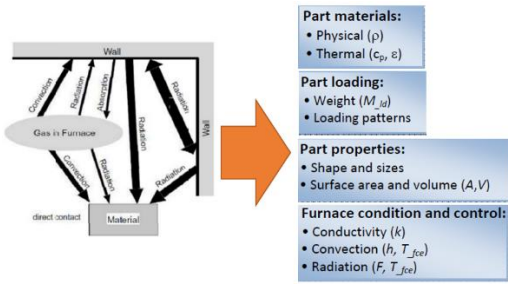 Wall
Convection
Radiation
Absorption
Radiation
Radiation
Wall
Gas in Furnace
Convection
Radiation
Radiation
direct contact
Material
Part materials:
• Physical (ρ)
• Thermal (cp, ε)
Part loading:
• Weight (M_ld)
• Loading patterns
Part properties:
• Shape and sizes
• Surface area and volume (A,V)
Furnace condition and control:
• Conductivity (k)
• Convection (h, T_fce)
• Radiation (F, T_fce)